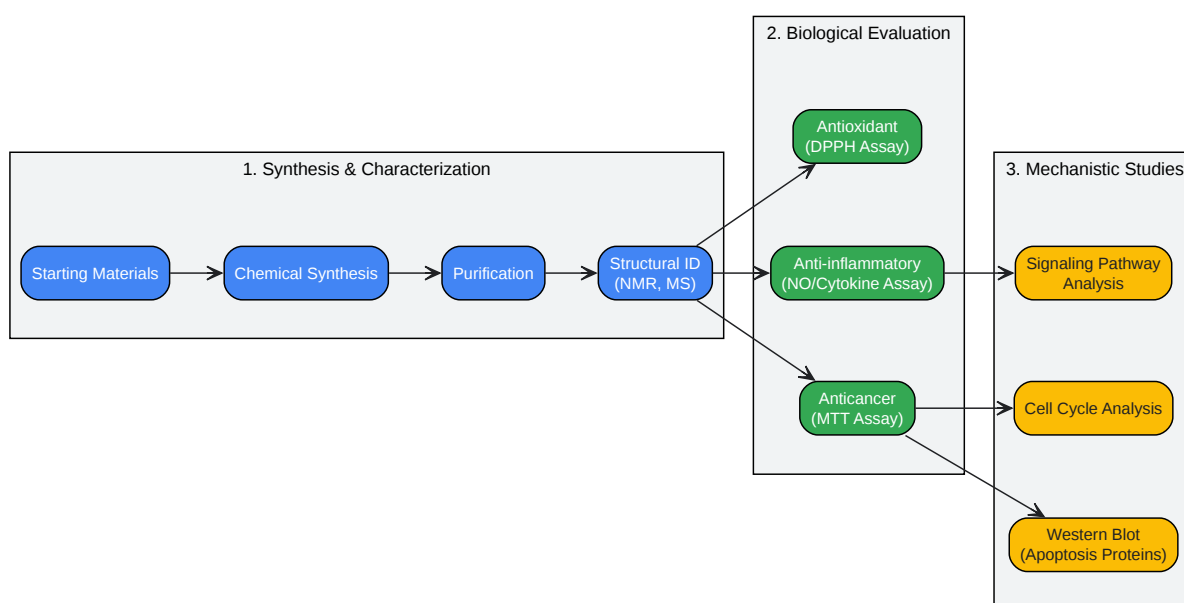 1. Synthesis & Characterization
Starting Materials
Chemical Synthesis
Purification
Structural ID
(NMR, MS)
2. Biological Evaluation
Antioxidant
(DPPH Assay)
Anti-inflammatory
(NO/Cytokine Assay)
Anticancer
(MTT Assay)
3. Mechanistic Studies
Signaling Pathway
Analysis
Cell Cycle Analysis
Western Blot
(Apoptosis Proteins)